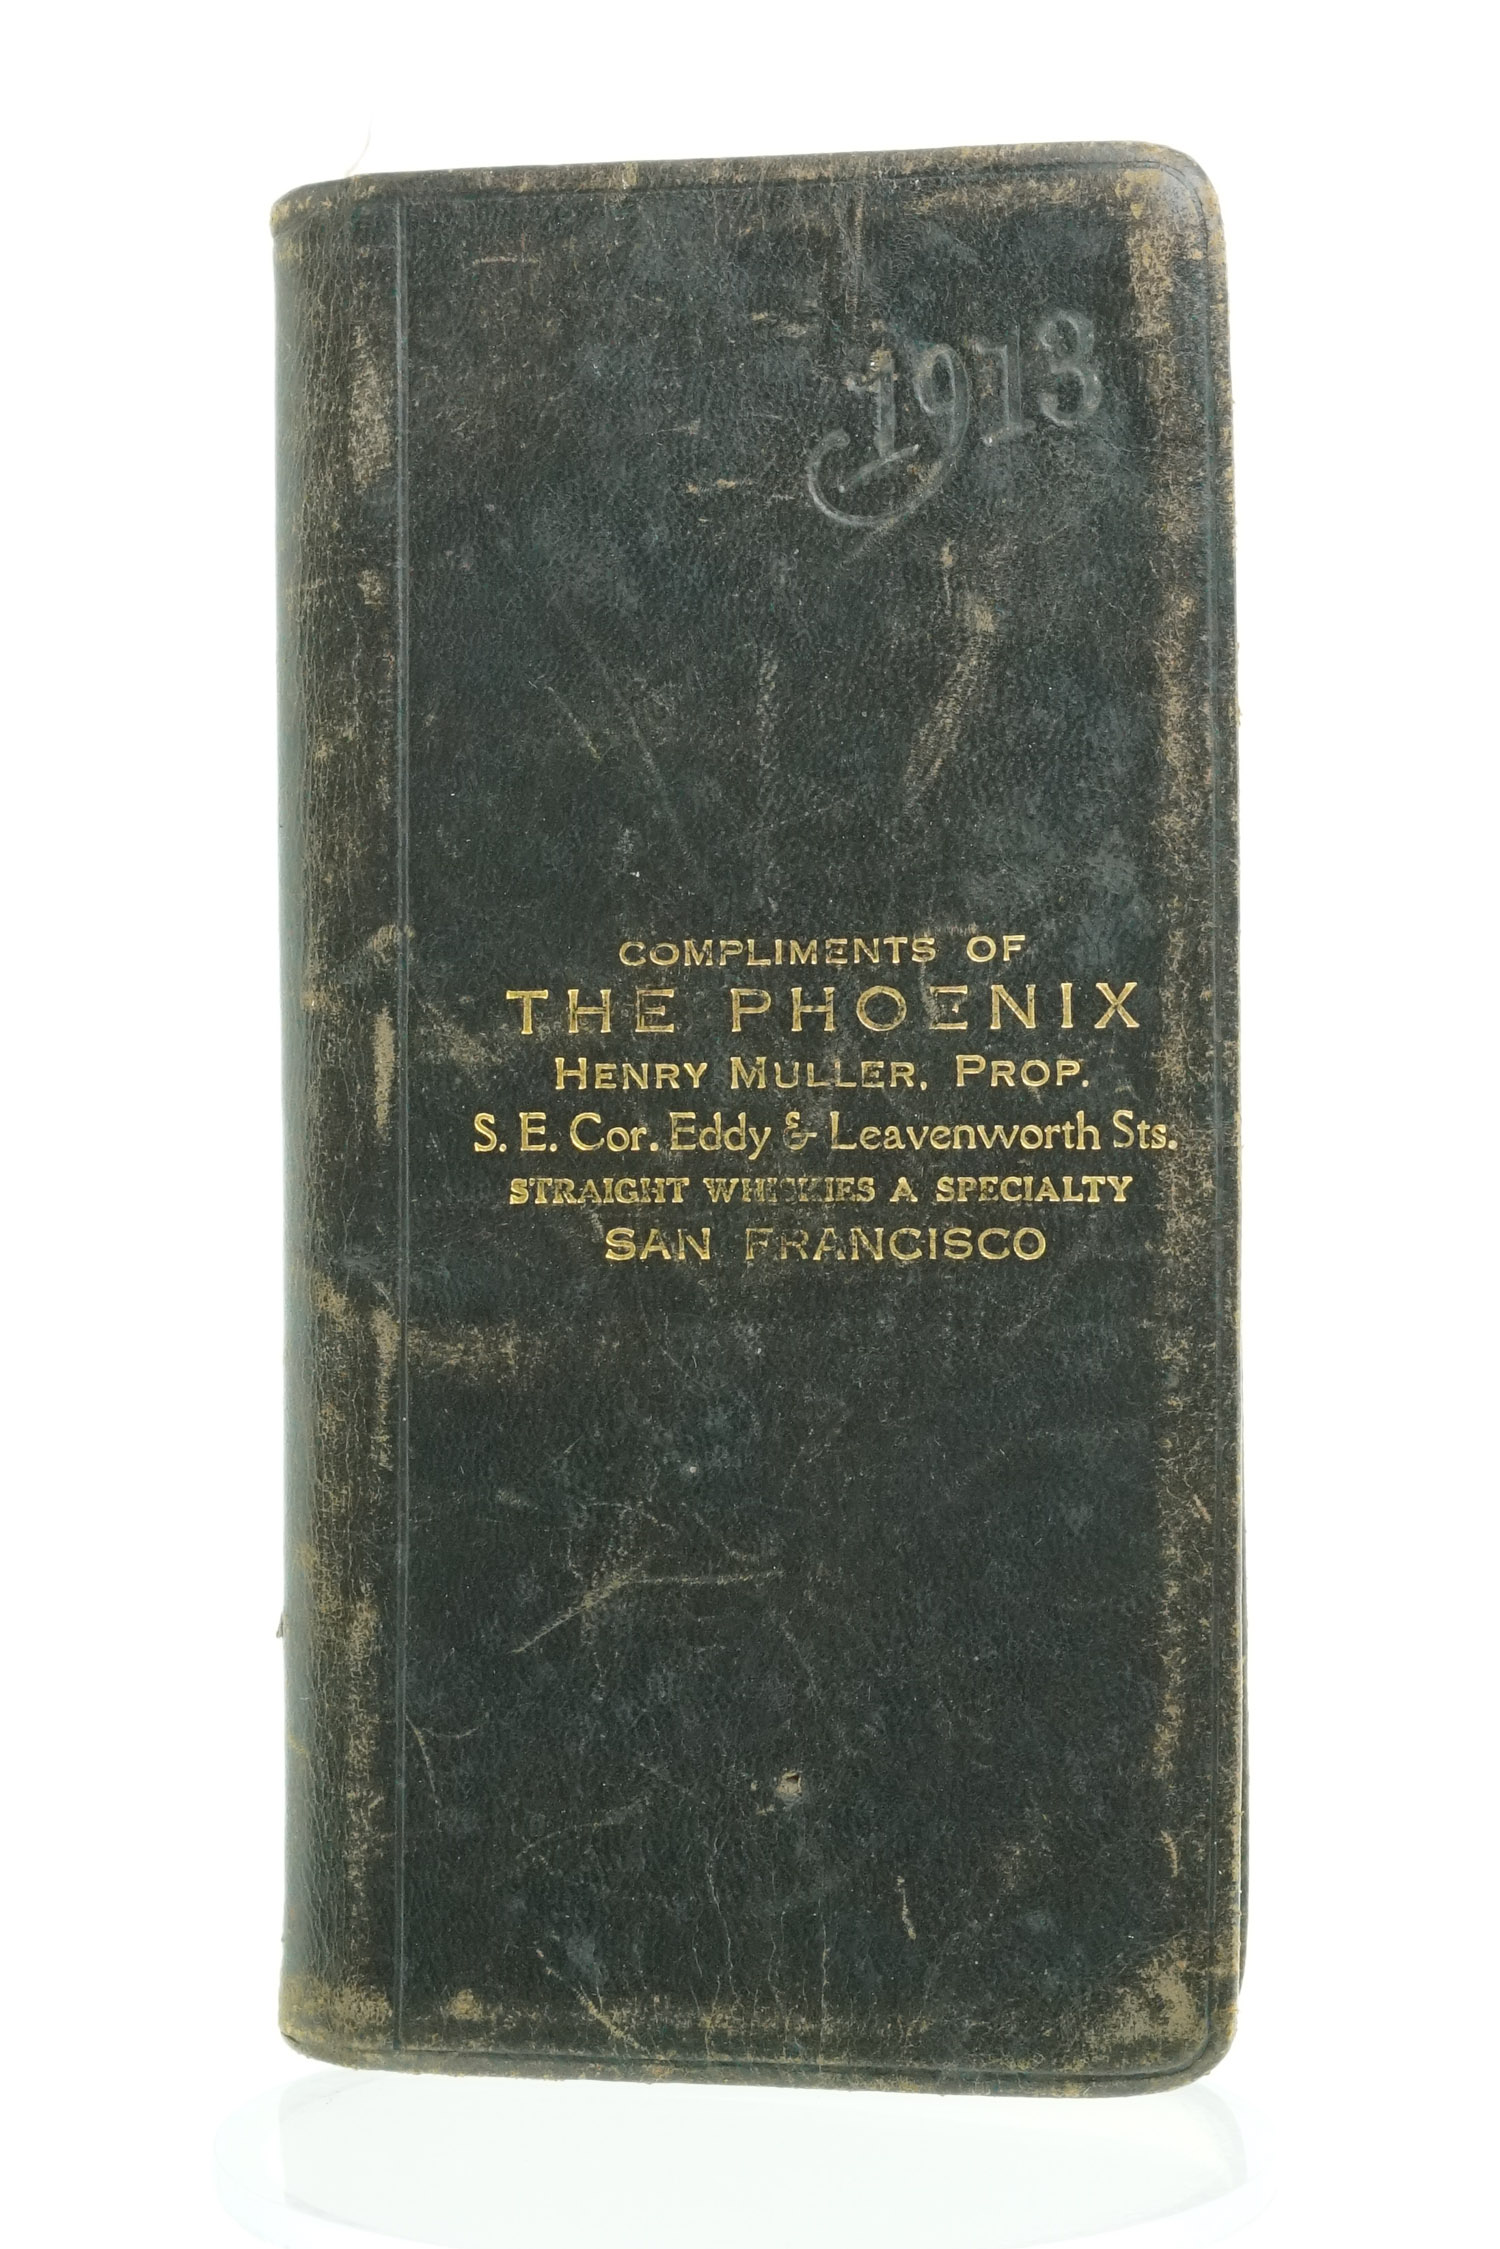 1913
COMPLIMENTS OF
THE PHOENIX
HENRY MULLER, PROP.
S. E. Cor. Eddy & Leavenworth Sts.
STRAIGHT WHISKIES A SPECIALTY
SAN FRANCISCO